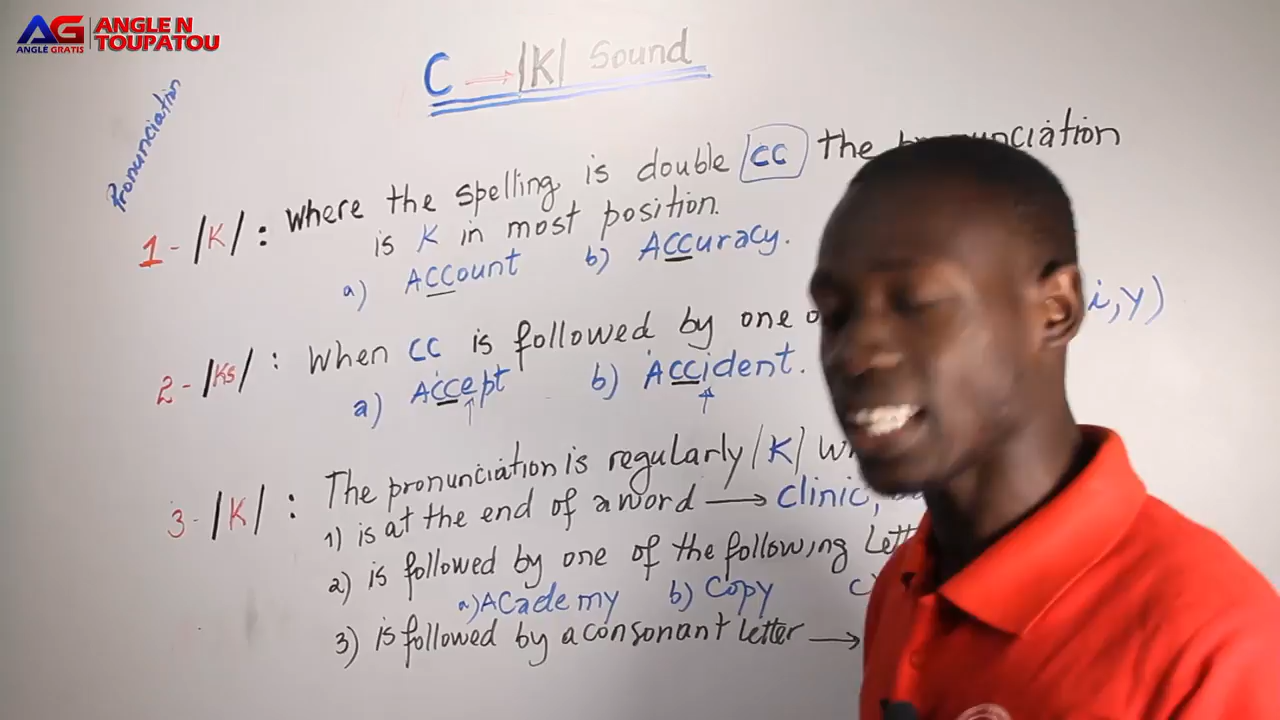 AG ANGLE N
ANGLÈ GRATIS TOUPATOU
Pronunciation
C → |K| Sound
1- /K/ : where the spelling is double CC the pronunciation
is K in most position.
a) Account b) Accuracy.
2- /Ks/ : When CC is followed by one i, y)
a) Accept b) Accident.
3- /K/ : The pronunciation is regularly /K/
1) is at the end of a word → Clinic,
2) is followed by one of the following
a) Academy b) Copy c)
3) is followed by a consonant letter →